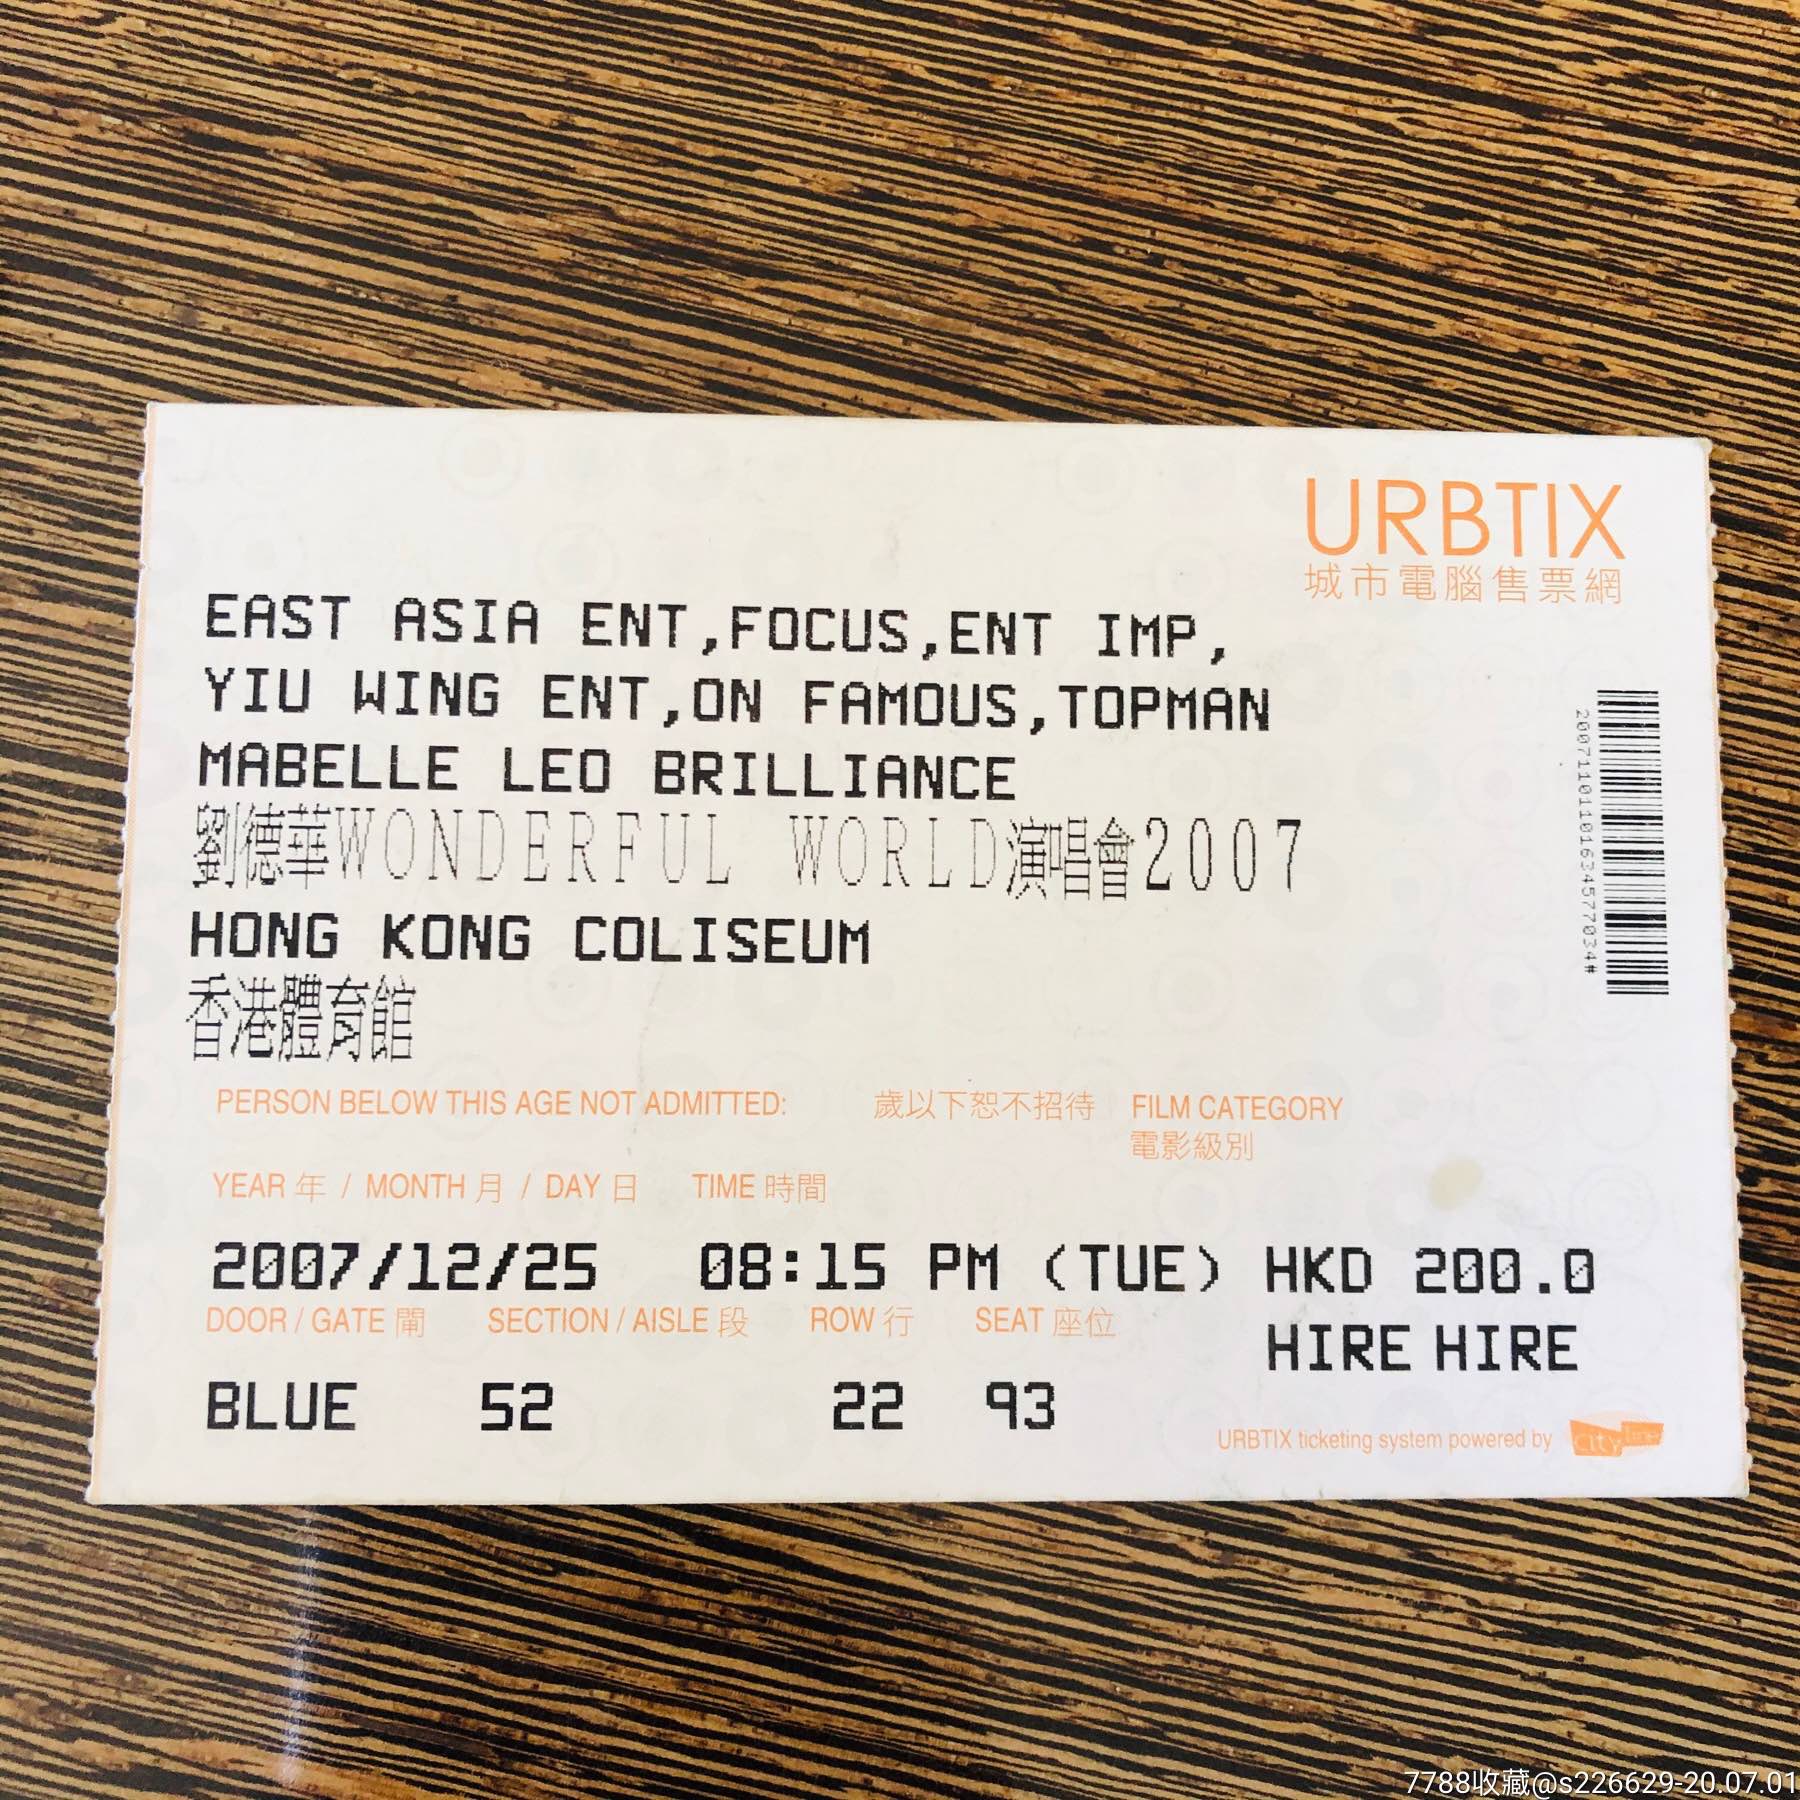 URBTIX
城市電腦售票網
EAST ASIA ENT,FOCUS,ENT IMP,
YIU WING ENT,ON FAMOUS,TOPMAN
MABELLE LEO BRILLIANCE
劉德華WONDERFUL WORLD演唱會2007
HONG KONG COLISEUM
香港體育館
PERSON BELOW THIS AGE NOT ADMITTED: 歲以下恕不招待 FILM CATEGORY
電影級別
YEAR 年 / MONTH 月 / DAY 日 TIME 時間
2007/12/25 08:15 PM (TUE) HKD 200.0
DOOR / GATE 閘 SECTION / AISLE 段 ROW 行 SEAT 座位
HIRE HIRE
BLUE 52 22 93
URBTIX ticketing system powered by city
7788收藏@s226629-20.07.01